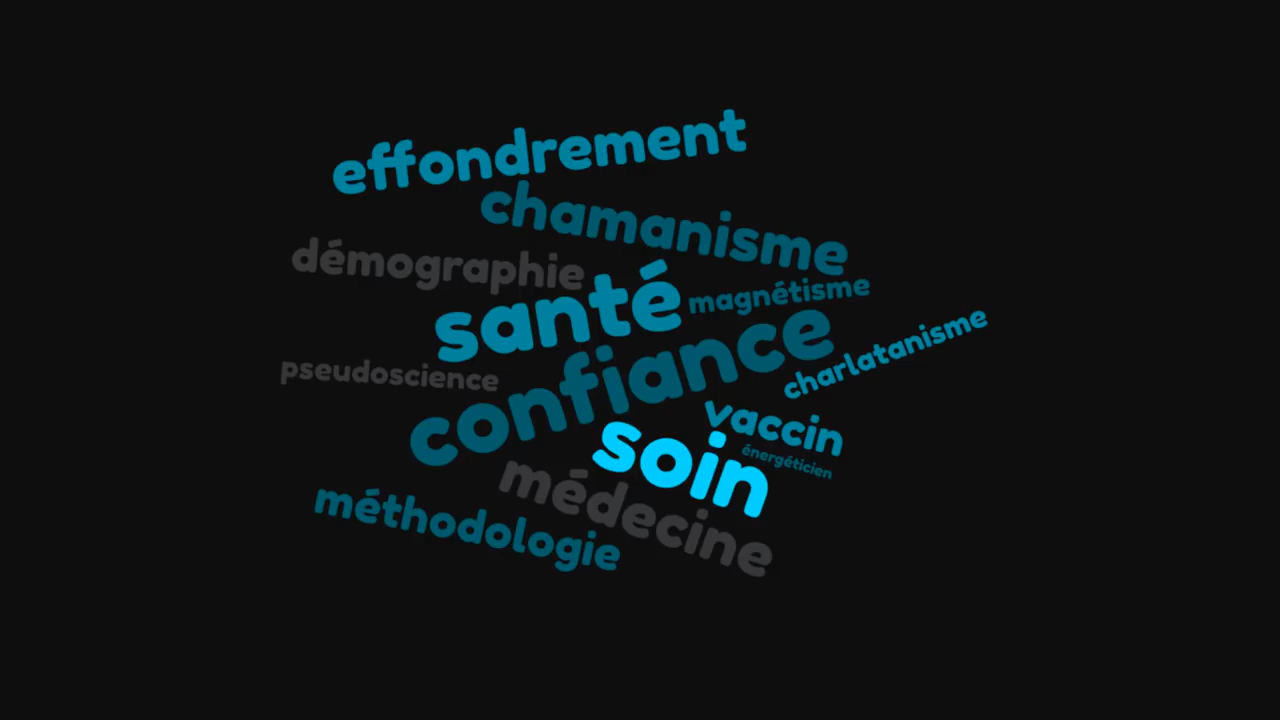 effondrement
chamanisme
démographie
santé
magnétisme
confiance
charlatanisme
pseudoscience
vaccin
soin
énergéticien
médecine
méthodologie